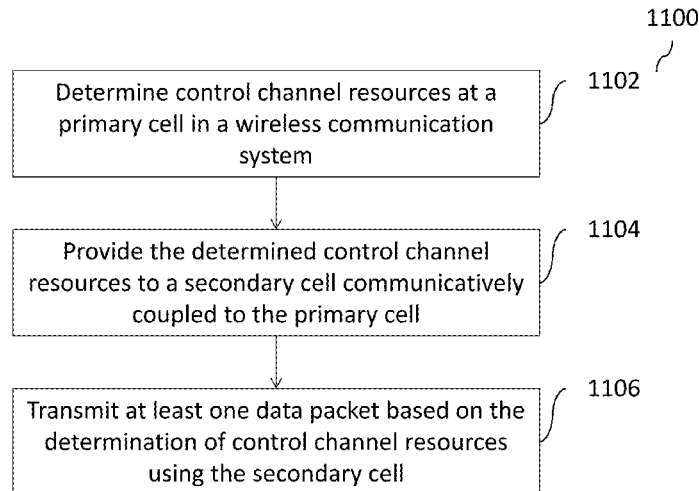 1100
Determine control channel resources at a
primary cell in a wireless communication
system
1102
Provide the determined control channel
resources to a secondary cell communicatively
coupled to the primary cell
1104
Transmit at least one data packet based on the
determination of control channel resources
using the secondary cell
1106